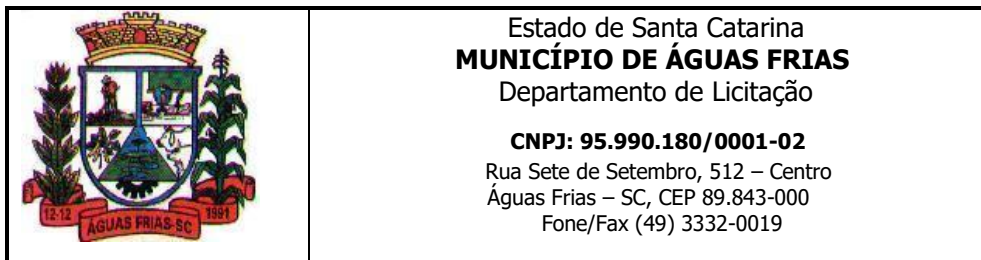 12-12
ÁGUAS FRIAS-SC
1991
Estado de Santa Catarina
MUNICÍPIO DE ÁGUAS FRIAS
Departamento de Licitação
CNPJ: 95.990.180/0001-02
Rua Sete de Setembro, 512 – Centro
Águas Frias – SC, CEP 89.843-000
Fone/Fax (49) 3332-0019